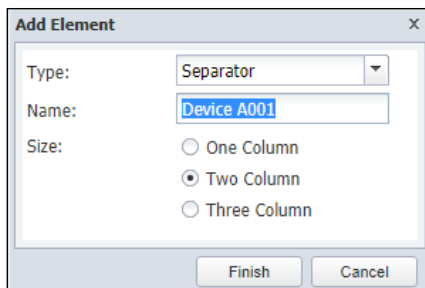 Add Element x
Type: Separator
Name: Device A001
Size: One Column
Two Column
Three Column
Finish Cancel